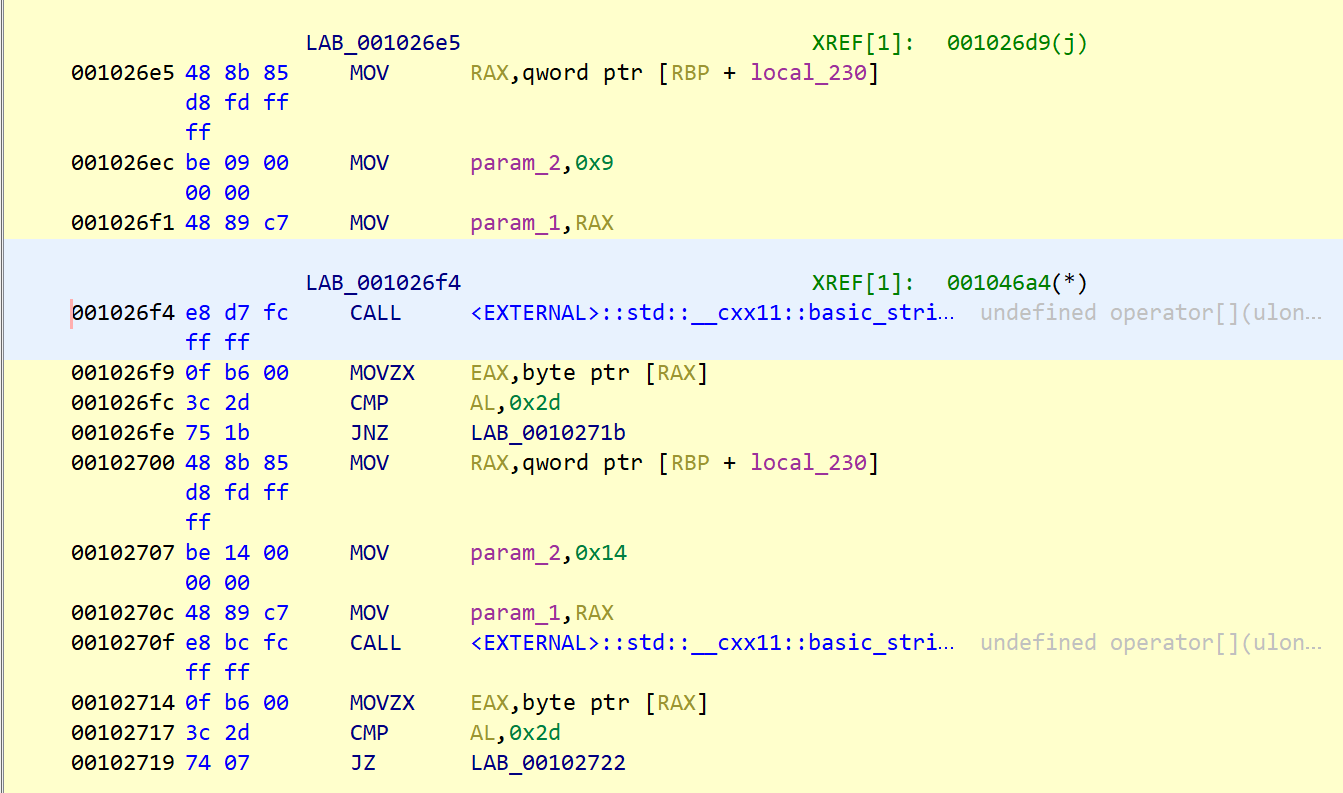 LAB_001026e5 XREF[1]: 001026d9(j)
001026e5 48 8b 85 MOV RAX,qword ptr [RBP + local_230]
d8 fd ff
ff
001026ec be 09 00 MOV param_2,0x9
00 00
001026f1 48 89 c7 MOV param_1,RAX
LAB_001026f4 XREF[1]: 001046a4(*)
001026f4 e8 d7 fc CALL <EXTERNAL>::std::__cxx11::basic_stri... undefined operator[](ulon...
ff ff
001026f9 0f b6 00 MOVZX EAX,byte ptr [RAX]
001026fc 3c 2d CMP AL,0x2d
001026fe 75 1b JNZ LAB_0010271b
00102700 48 8b 85 MOV RAX,qword ptr [RBP + local_230]
d8 fd ff
ff
00102707 be 14 00 MOV param_2,0x14
00 00
0010270c 48 89 c7 MOV param_1,RAX
0010270f e8 bc fc CALL <EXTERNAL>::std::__cxx11::basic_stri... undefined operator[](ulon...
ff ff
00102714 0f b6 00 MOVZX EAX,byte ptr [RAX]
00102717 3c 2d CMP AL,0x2d
00102719 74 07 JZ LAB_00102722